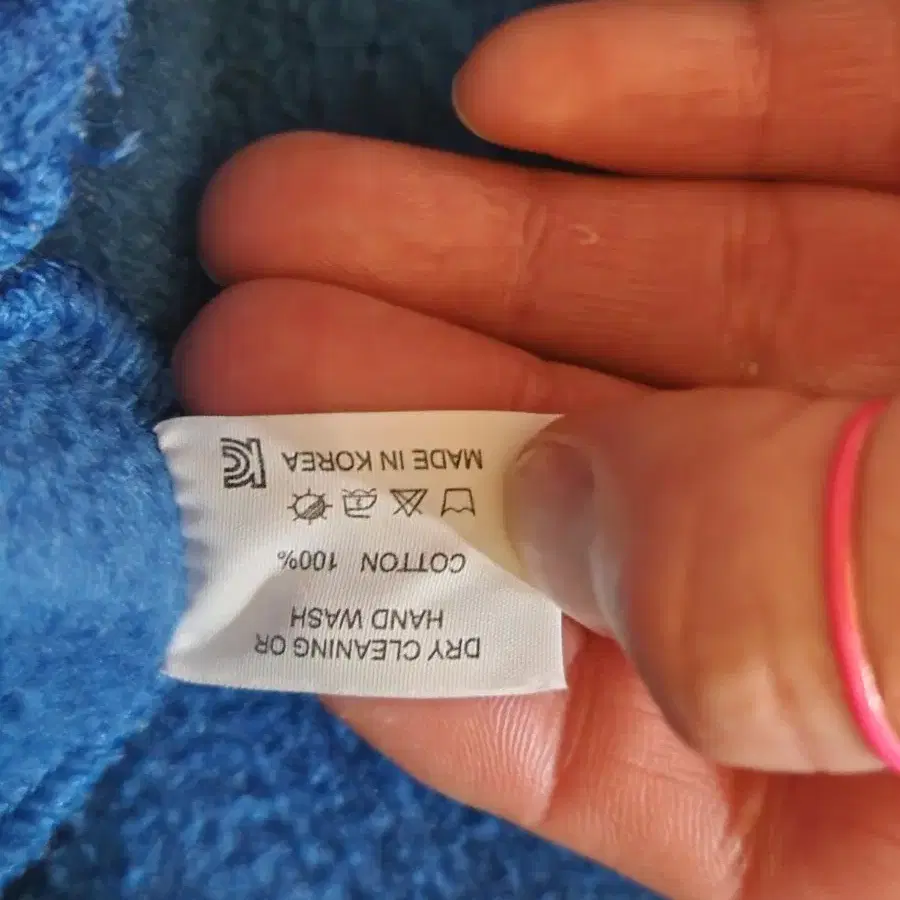 DRY CLEANING OR
HAND WASH
COTTON 100%
MADE IN KOREA